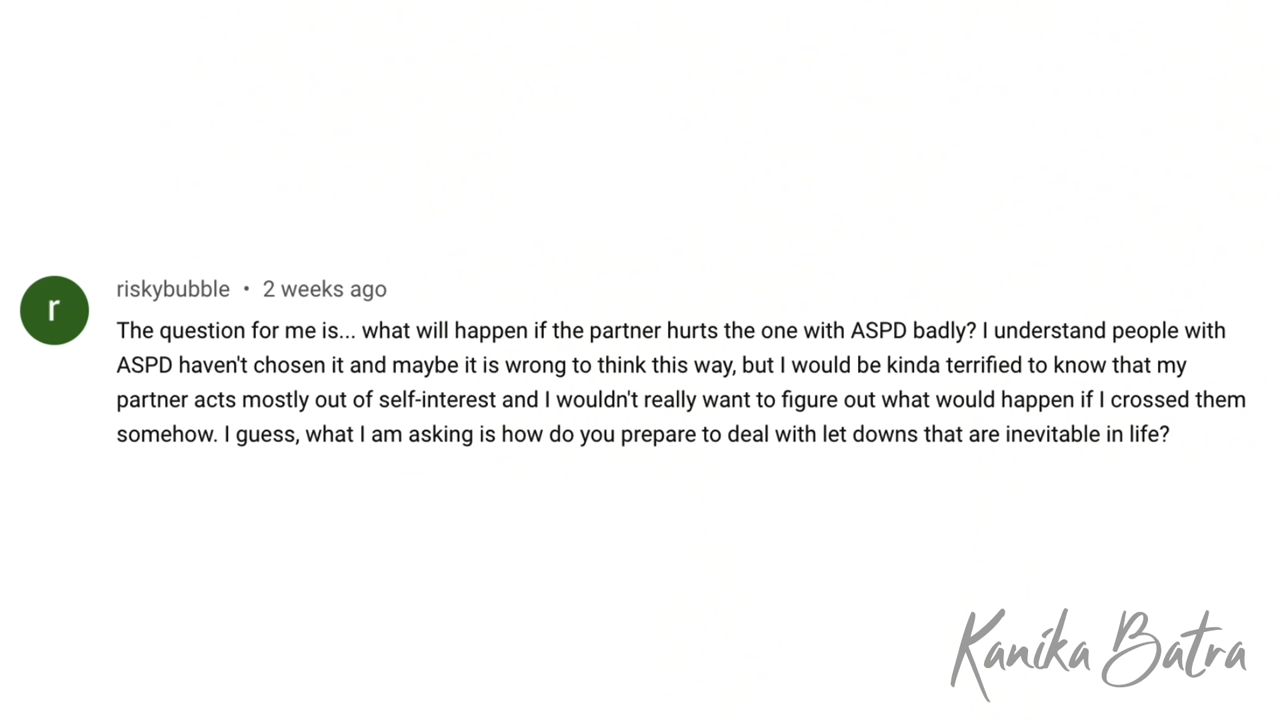 r
riskybubble • 2 weeks ago
The question for me is... what will happen if the partner hurts the one with ASPD badly? I understand people with
ASPD haven't chosen it and maybe it is wrong to think this way, but I would be kinda terrified to know that my
partner acts mostly out of self-interest and I wouldn't really want to figure out what would happen if I crossed them
somehow. I guess, what I am asking is how do you prepare to deal with let downs that are inevitable in life?
Kanika Batra